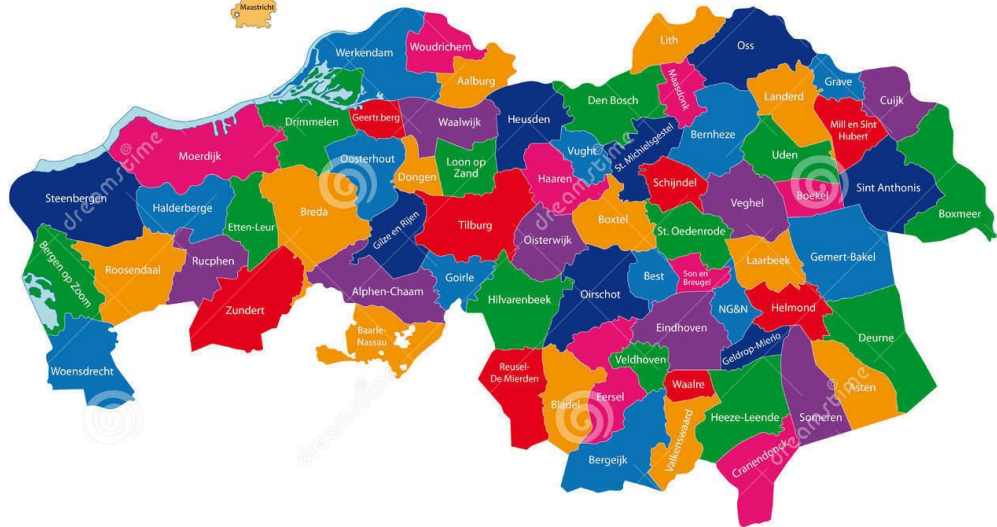 Maastricht
Woudrichem
Werkendam
Aalburg
Lith
Oss
Maasdonk
Landerd
Grave
Cuijk
Den Bosch
Geertr.berg
Drimmelen
Waalwijk
Heusden
Bernheze
Mill en Sint
Hubert
Moerdijk
Oosterhout
Dongen
Loon op
Zand
Vught
St. Michielsgestel
Uden
Haaren
Schijndel
Boekel
Sint Anthonis
Boxmeer
Steenbergen
Halderberge
Etten-Leur
Breda
Gilze en Rijen
Tilburg
Boxtel
Veghel
Oisterwijk
St. Oedenrode
Bergen op Zoom
Roosendaal
Rucphen
Laarbeek
Gemert-Bakel
Zundert
Alphen-Chaam
Goirle
Hilvarenbeek
Oirschot
Best
Son en
Breugel
NG&N
Helmond
Baarle-
Nassau
Eindhoven
Geldrop-Mierlo
Deurne
Woensdrecht
Reusel-
De Mierden
Veldhoven
Waalre
Bladel
Eersel
Heeze-Leende
Someren
Asten
Valkenswaard
Bergeijk
Cranendonck
dreamstime
dreamstime
dreamstime
dreamstime
dreamstime